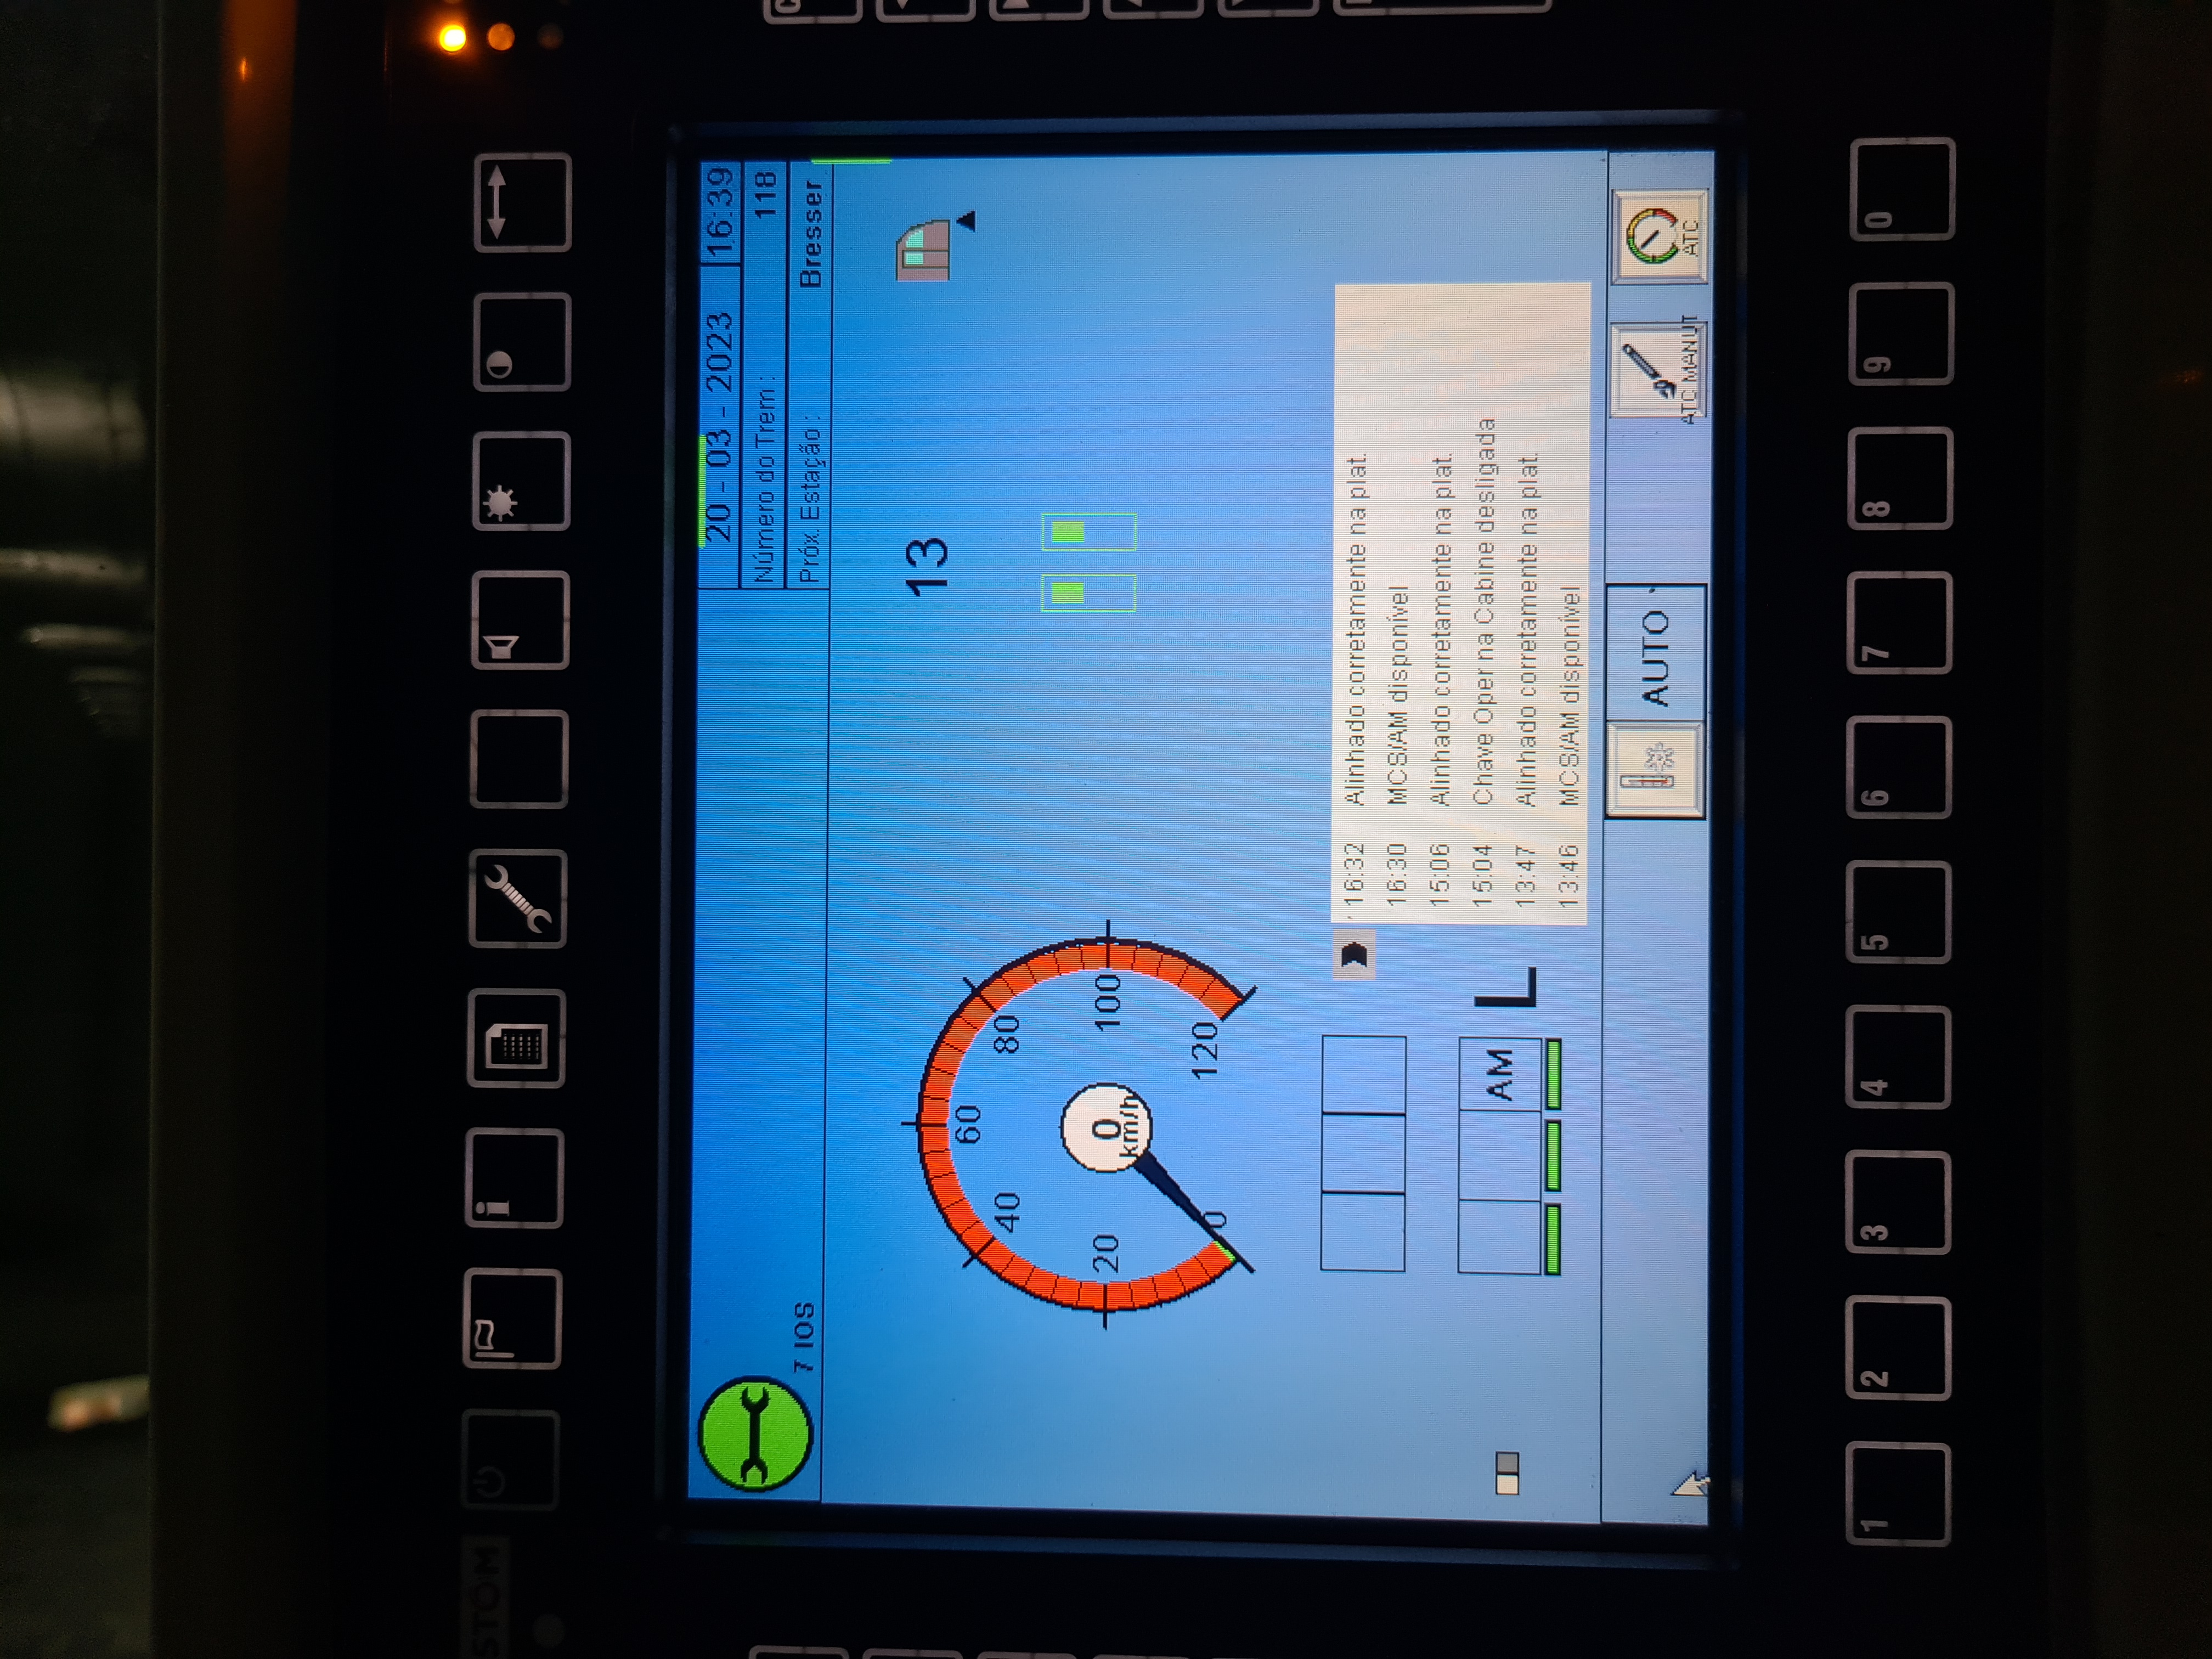 STOM
i
20 - 03 - 2023 16:39
Número do Trem : 118
7 IOS
Próx. Estação : Bresser
13
60
40 80
20 100
0
km/h
0 120
16:32 Alinhado corretamente na plat.
16:30 MCS/AM disponível
15:06 Alinhado corretamente na plat.
15:04 Chave Oper na Cabine desligada
13:47 Alinhado corretamente na plat.
13:46 MCS/AM disponível
AM L
AUTO
ATC MANUT
ATC
1 2 3 4 5 6 7 8 9 0